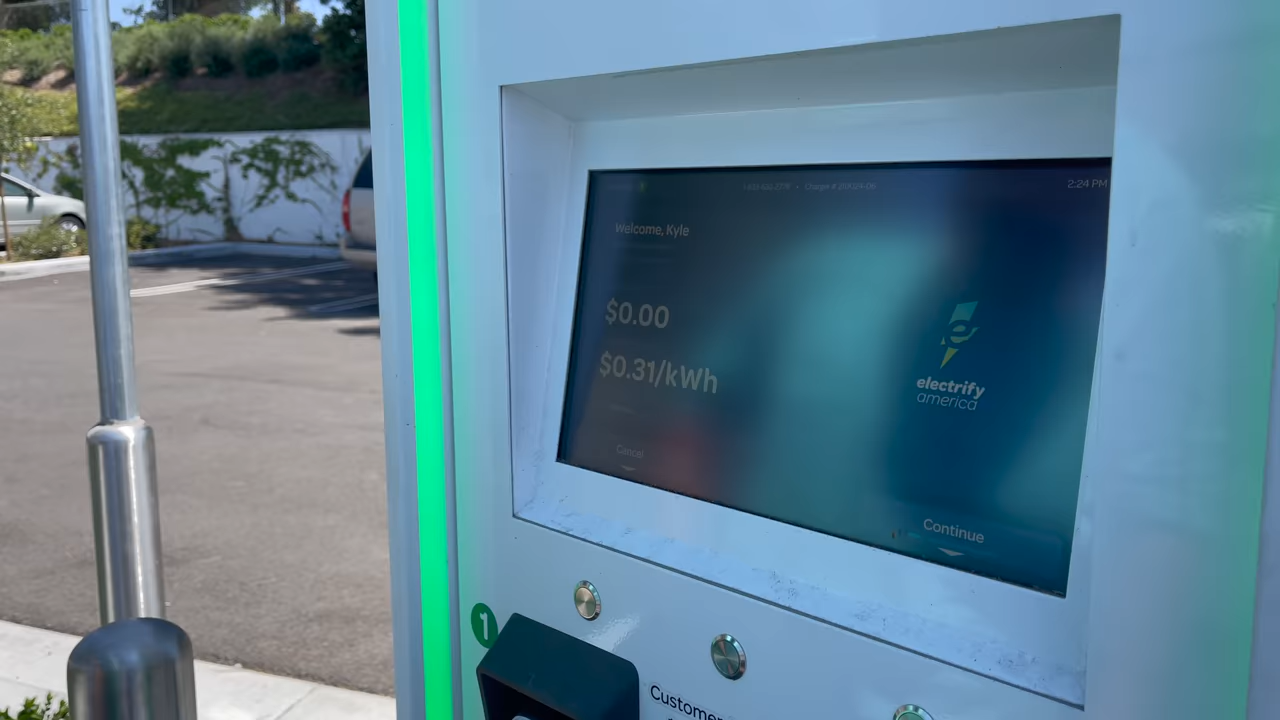 2:24 PM
Welcome, Kyle
$0.00
$0.31/kWh
electrify
america
Cancel
Continue
1
Customer